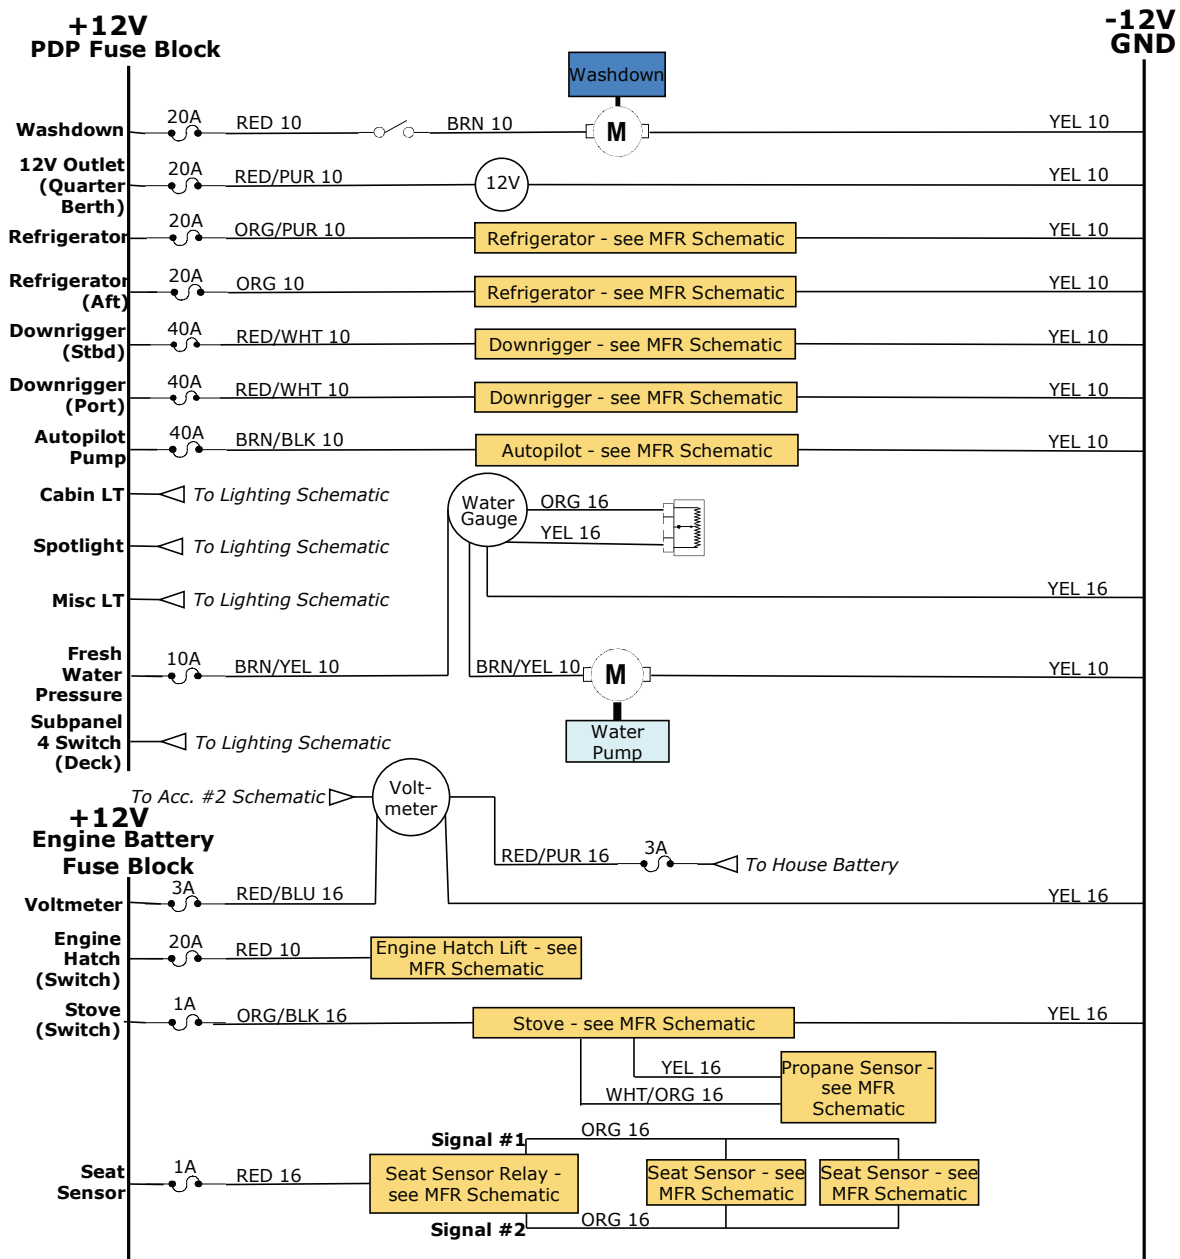 +12V
PDP Fuse Block
-12V
GND
Washdown
Washdown
20A
RED 10
BRN 10
M
YEL 10
12V Outlet
(Quarter
Berth)
20A
RED/PUR 10
12V
YEL 10
Refrigerator
20A
ORG/PUR 10
Refrigerator - see MFR Schematic
YEL 10
Refrigerator
(Aft)
20A
ORG 10
Refrigerator - see MFR Schematic
YEL 10
Downrigger
(Stbd)
40A
RED/WHT 10
Downrigger - see MFR Schematic
YEL 10
Downrigger
(Port)
40A
RED/WHT 10
Downrigger - see MFR Schematic
YEL 10
Autopilot
Pump
40A
BRN/BLK 10
Autopilot - see MFR Schematic
YEL 10
Cabin LT
To Lighting Schematic
Water
Gauge
ORG 16
YEL 16
Spotlight
To Lighting Schematic
Misc LT
To Lighting Schematic
YEL 16
Fresh
Water
Pressure
10A
BRN/YEL 10
BRN/YEL 10
M
YEL 10
Water
Pump
Subpanel
4 Switch
(Deck)
To Lighting Schematic
To Acc. #2 Schematic
Volt-
meter
+12V
Engine Battery
Fuse Block
RED/PUR 16
3A
To House Battery
Voltmeter
3A
RED/BLU 16
YEL 16
Engine
Hatch
(Switch)
20A
RED 10
Engine Hatch Lift - see
MFR Schematic
Stove
(Switch)
1A
ORG/BLK 16
Stove - see MFR Schematic
YEL 16
YEL 16
WHT/ORG 16
Propane Sensor -
see MFR
Schematic
Signal #1
ORG 16
Seat
Sensor
1A
RED 16
Seat Sensor Relay -
see MFR Schematic
Seat Sensor - see
MFR Schematic
Seat Sensor - see
MFR Schematic
Signal #2
ORG 16